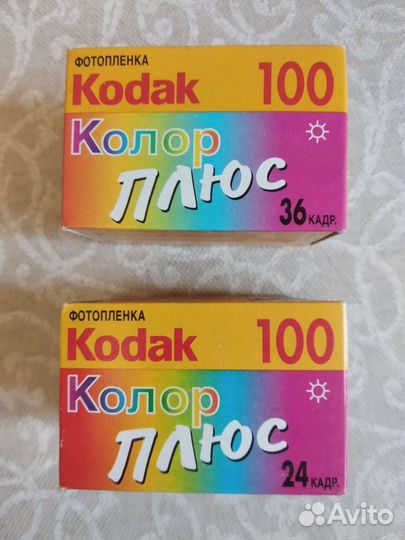 ФОТОПЛЕНКА
Kodak 100
Колор
плюс
36 КАДР.
ФОТОПЛЕНКА
Kodak 100
Колор
плюс
24 КАДР.
Avito